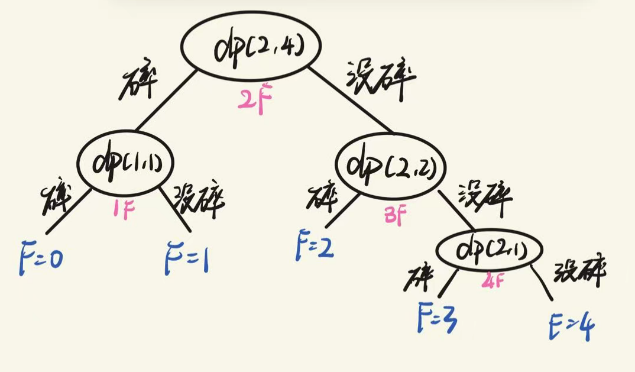 dp(2,4)
碎
没碎
2F
dp(1,1)
dp(2,2)
碎
没碎
碎
没碎
1F
3F
F=0
F=1
F=2
dp(2,1)
碎
没碎
4F
F=3
F=4